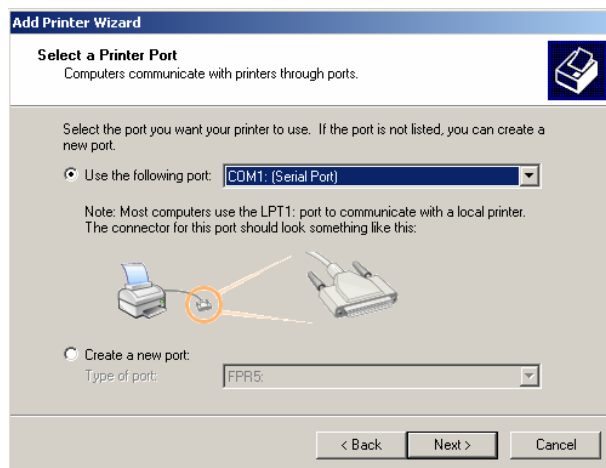 Add Printer Wizard
Select a Printer Port
Computers communicate with printers through ports.
Select the port you want your printer to use. If the port is not listed, you can create a
new port.
Use the following port: COM1: (Serial Port)
Note: Most computers use the LPT1: port to communicate with a local printer.
The connector for this port should look something like this:
Create a new port:
Type of port: FPR5:
< Back Next > Cancel